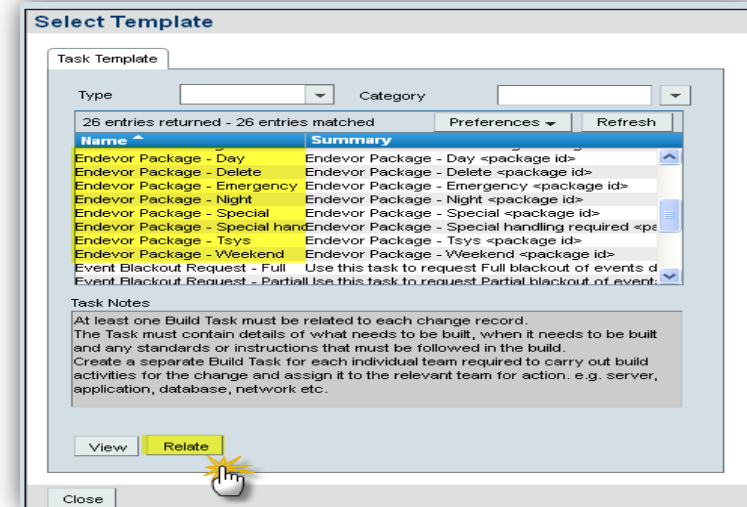 Select Template
Task Template
Type Category
26 entries returned - 26 entries matched Preferences Refresh
Name Summary
Endevor Package - Day Endevor Package - Day <package id>
Endevor Package - Delete Endevor Package - Delete <package id>
Endevor Package - Emergency Endevor Package - Emergency <package id>
Endevor Package - Night Endevor Package - Night <package id>
Endevor Package - Special Endevor Package - Special <package id>
Endevor Package - Special hand Endevor Package - Special handling required <pa
Endevor Package - Tsys Endevor Package - Tsys <package id>
Endevor Package - Weekend Endevor Package - Weekend <package id>
Event Blackout Request - Full Use this task to request Full blackout of events d
Event Blackout Request - Partial Use this task to request Partial blackout of event
Task Notes
At least one Build Task must be related to each change record.
The Task must contain details of what needs to be built, when it needs to be built
and any standards or instructions that must be followed in the build.
Create a separate Build Task for each individual team required to carry out build
activities for the change and assign it to the relevant team for action. e.g. server,
application, database, network etc.
View Relate
Close